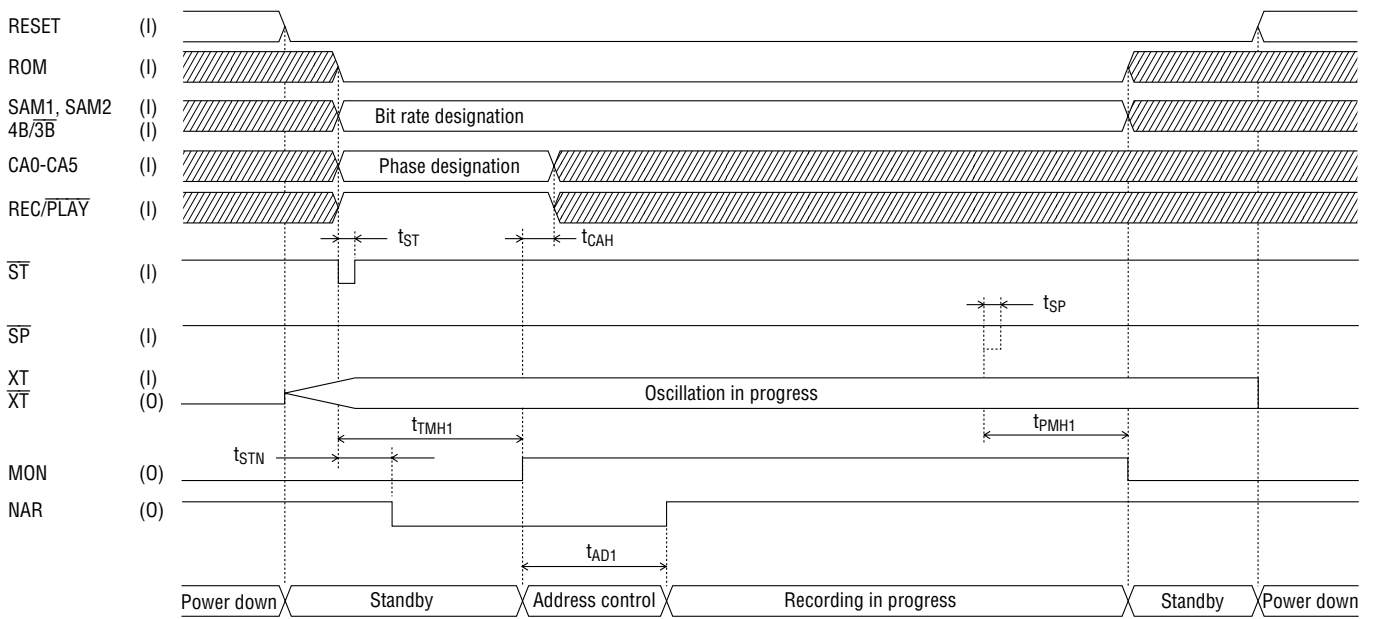 RESET (I)
ROM (I)
SAM1, SAM2 (I)
4B/3B (I)
Bit rate designation
CA0-CA5 (I)
Phase designation
REC/PLAY (I)
tST
tCAH
ST (I)
tSP
SP (I)
XT (I)
XT (O)
Oscillation in progress
tTMH1
tPMH1
tSTN
MON (O)
NAR (O)
tAD1
Power down
Standby
Address control
Recording in progress
Standby
Power down